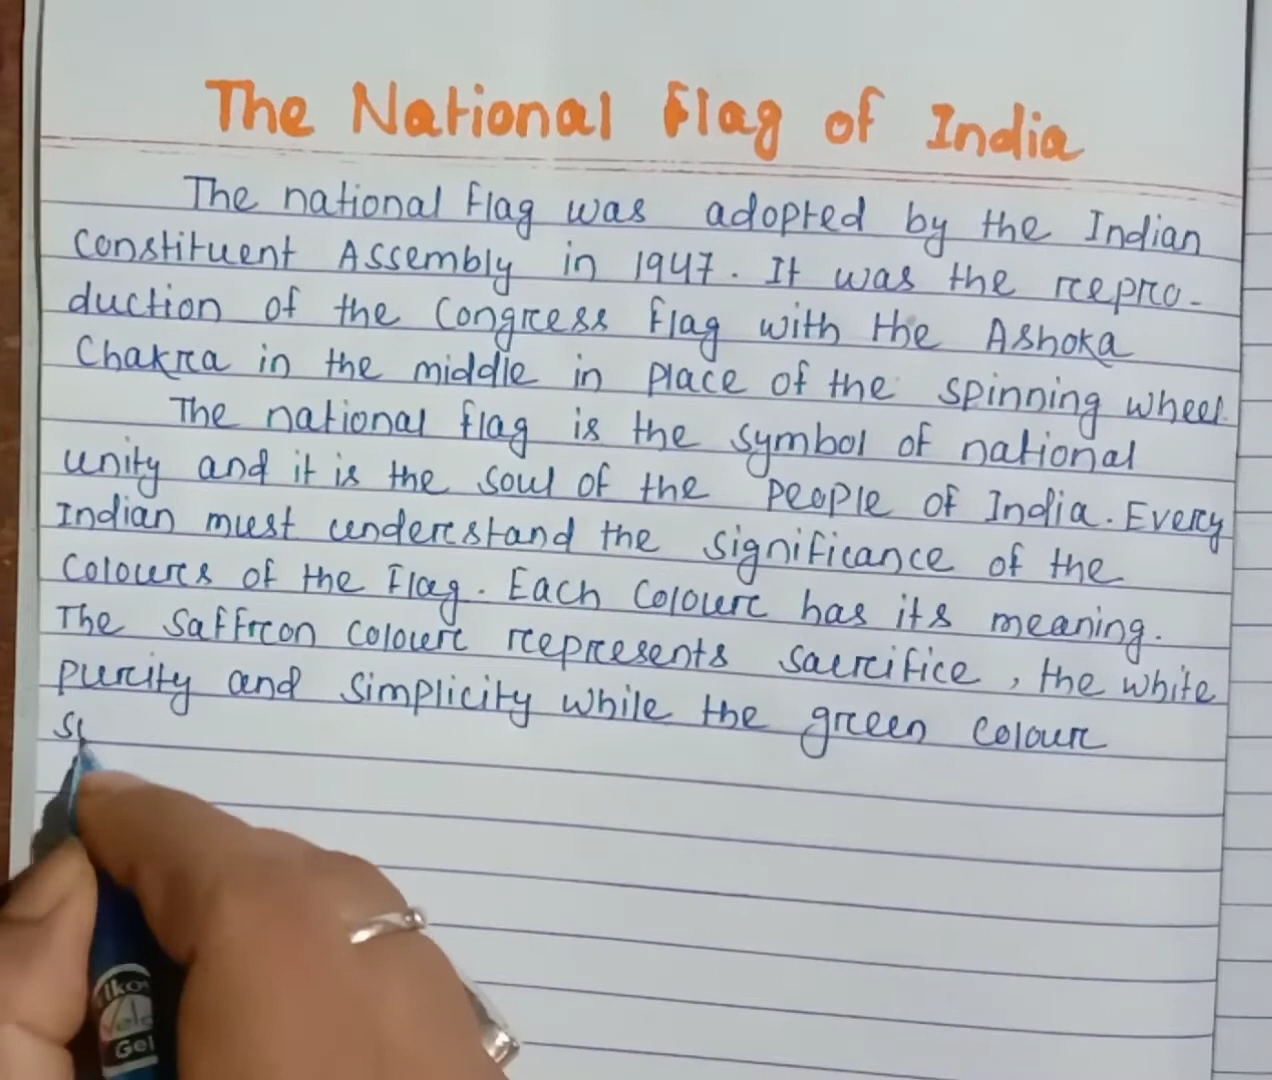 The National Flag of India
The national flag was adopted by the Indian
Constituent Assembly in 1947. It was the repro-
duction of the Congress flag with the Ashoka
Chakra in the middle in place of the spinning wheel.
The national flag is the symbol of national
unity and it is the soul of the people of India. Every
Indian must understand the significance of the
Colours of the Flag. Each Colour has its meaning.
The Saffron colour represents sacrifice, the white
purity and simplicity while the green colour
Gel